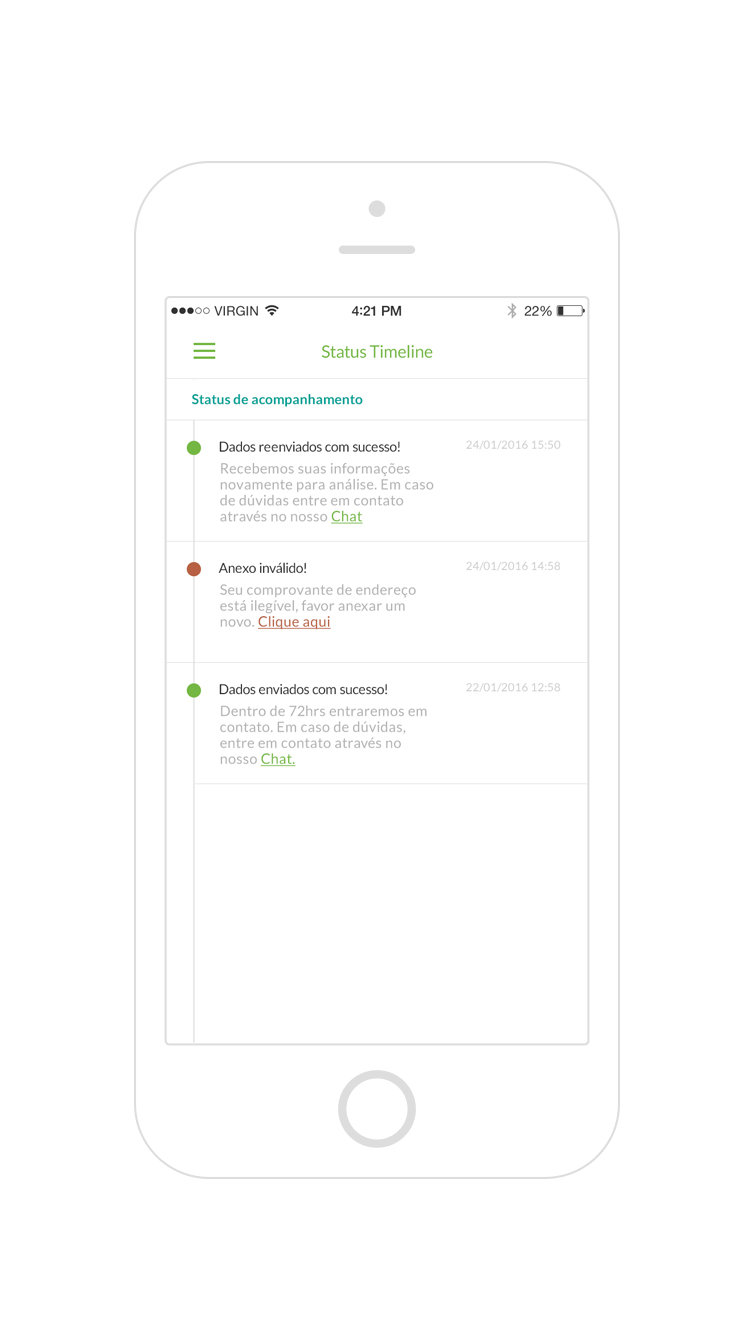 VIRGIN 4:21 PM 22%
Status Timeline
Status de acompanhamento
Dados reenviados com sucesso! 24/01/2016 15:50
Recebemos suas informações
novamente para análise. Em caso
de dúvidas entre em contato
através no nosso Chat
Anexo inválido! 24/01/2016 14:58
Seu comprovante de endereço
está ilegível, favor anexar um
novo. Clique aqui
Dados enviados com sucesso! 22/01/2016 12:58
Dentro de 72hrs entraremos em
contato. Em caso de dúvidas,
entre em contato através no
nosso Chat.